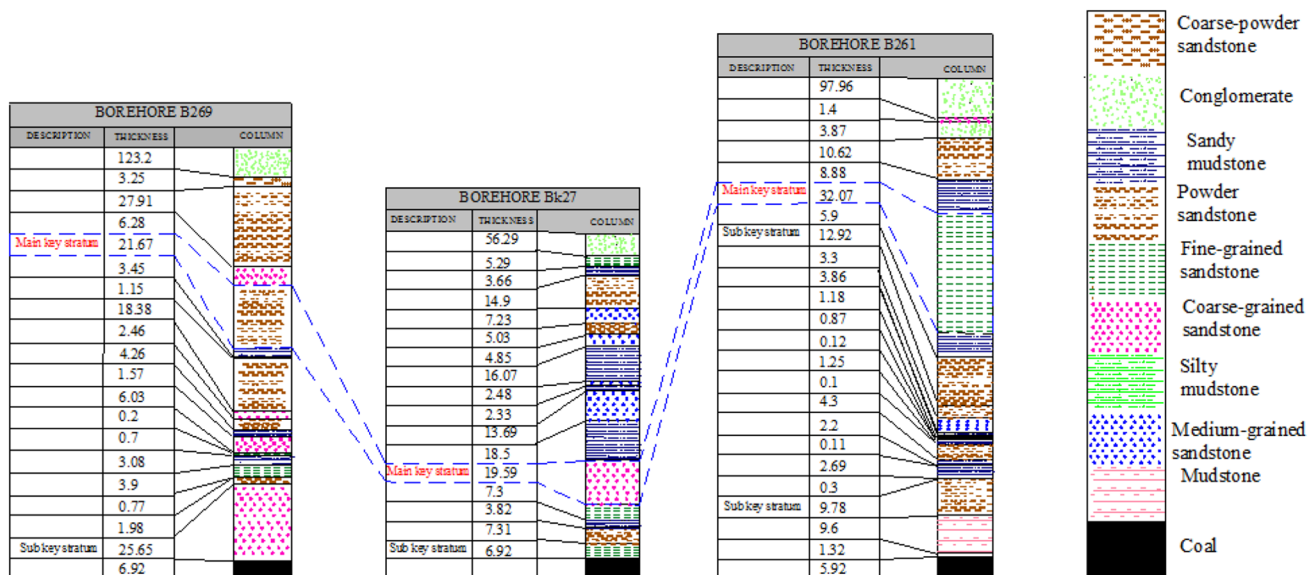 BOREHORE B269
DESCRIPTION THICKNESS COLUMN
123.2
3.25
27.91
6.28
Main key stratum 21.67
3.45
1.15
18.38
2.46
4.26
1.57
6.03
0.2
0.7
3.08
3.9
0.77
1.98
Sub key stratum 25.65
6.92
BOREHORE Bk27
DESCRIPTION THICKNESS COLUMN
56.29
5.29
3.66
14.9
7.23
5.03
4.85
16.07
2.48
2.33
13.69
18.5
Main key stratum 19.59
7.3
3.82
7.31
Sub key stratum 6.92
BOREHORE B261
DESCRIPTION THICKNESS COLUMN
97.96
1.4
3.87
10.62
8.88
Main key stratum 32.07
5.9
Sub key stratum 12.92
3.3
3.86
1.18
0.87
0.12
1.25
0.1
4.3
2.2
0.11
2.69
0.3
Sub key stratum 9.78
9.6
1.32
5.92
Coarse-powder
sandstone
Conglomerate
Sandy
mudstone
Powder
sandstone
Fine-grained
sandstone
Coarse-grained
sandstone
Silty
mudstone
Medium-grained
sandstone
Mudstone
Coal